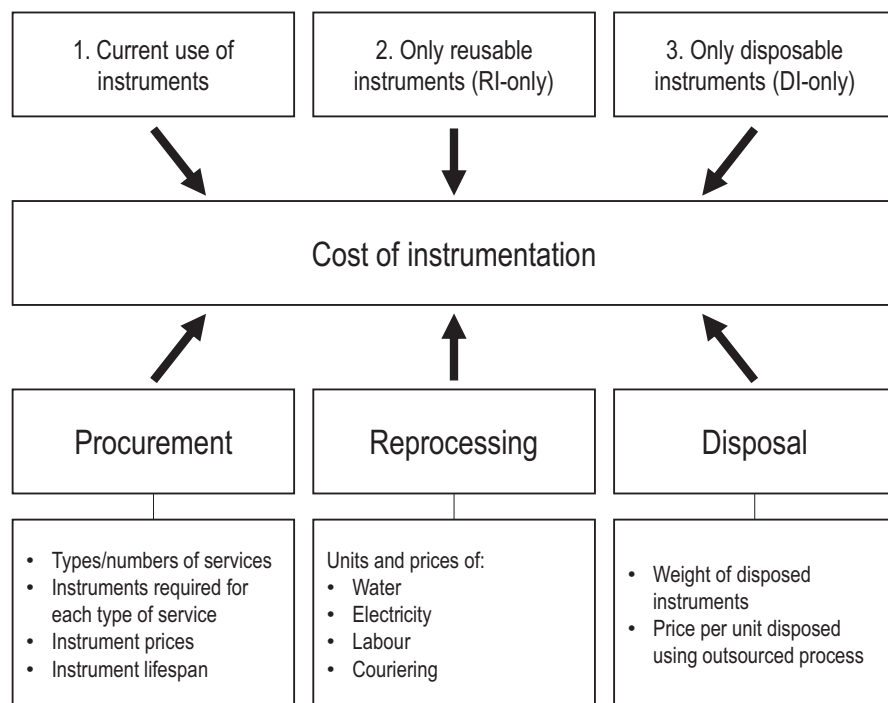 1. Current use of
instruments
2. Only reusable
instruments (RI-only)
3. Only disposable
instruments (DI-only)
Cost of instrumentation
Procurement
Reprocessing
Disposal
• Types/numbers of services
• Instruments required for
each type of service
• Instrument prices
• Instrument lifespan
Units and prices of:
• Water
• Electricity
• Labour
• Couriering
• Weight of disposed
instruments
• Price per unit disposed
using outsourced process